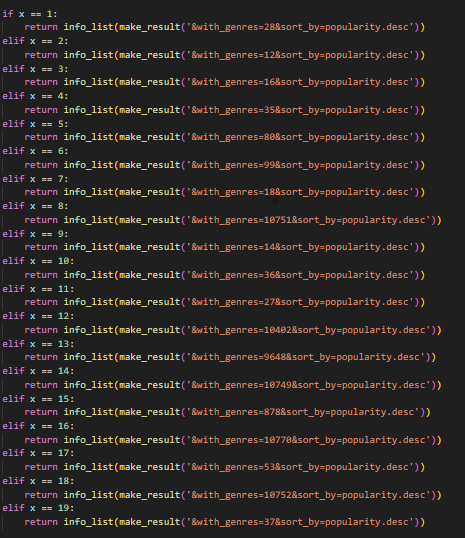 if x == 1:
    return info_list(make_result('&with_genres=28&sort_by=popularity.desc'))
elif x == 2:
    return info_list(make_result('&with_genres=12&sort_by=popularity.desc'))
elif x == 3:
    return info_list(make_result('&with_genres=16&sort_by=popularity.desc'))
elif x == 4:
    return info_list(make_result('&with_genres=35&sort_by=popularity.desc'))
elif x == 5:
    return info_list(make_result('&with_genres=80&sort_by=popularity.desc'))
elif x == 6:
    return info_list(make_result('&with_genres=99&sort_by=popularity.desc'))
elif x == 7:
    return info_list(make_result('&with_genres=18&sort_by=popularity.desc'))
elif x == 8:
    return info_list(make_result('&with_genres=10751&sort_by=popularity.desc'))
elif x == 9:
    return info_list(make_result('&with_genres=14&sort_by=popularity.desc'))
elif x == 10:
    return info_list(make_result('&with_genres=36&sort_by=popularity.desc'))
elif x == 11:
    return info_list(make_result('&with_genres=27&sort_by=popularity.desc'))
elif x == 12:
    return info_list(make_result('&with_genres=10402&sort_by=popularity.desc'))
elif x == 13:
    return info_list(make_result('&with_genres=9648&sort_by=popularity.desc'))
elif x == 14:
    return info_list(make_result('&with_genres=10749&sort_by=popularity.desc'))
elif x == 15:
    return info_list(make_result('&with_genres=878&sort_by=popularity.desc'))
elif x == 16:
    return info_list(make_result('&with_genres=10770&sort_by=popularity.desc'))
elif x == 17:
    return info_list(make_result('&with_genres=53&sort_by=popularity.desc'))
elif x == 18:
    return info_list(make_result('&with_genres=10752&sort_by=popularity.desc'))
elif x == 19:
    return info_list(make_result('&with_genres=37&sort_by=popularity.desc'))